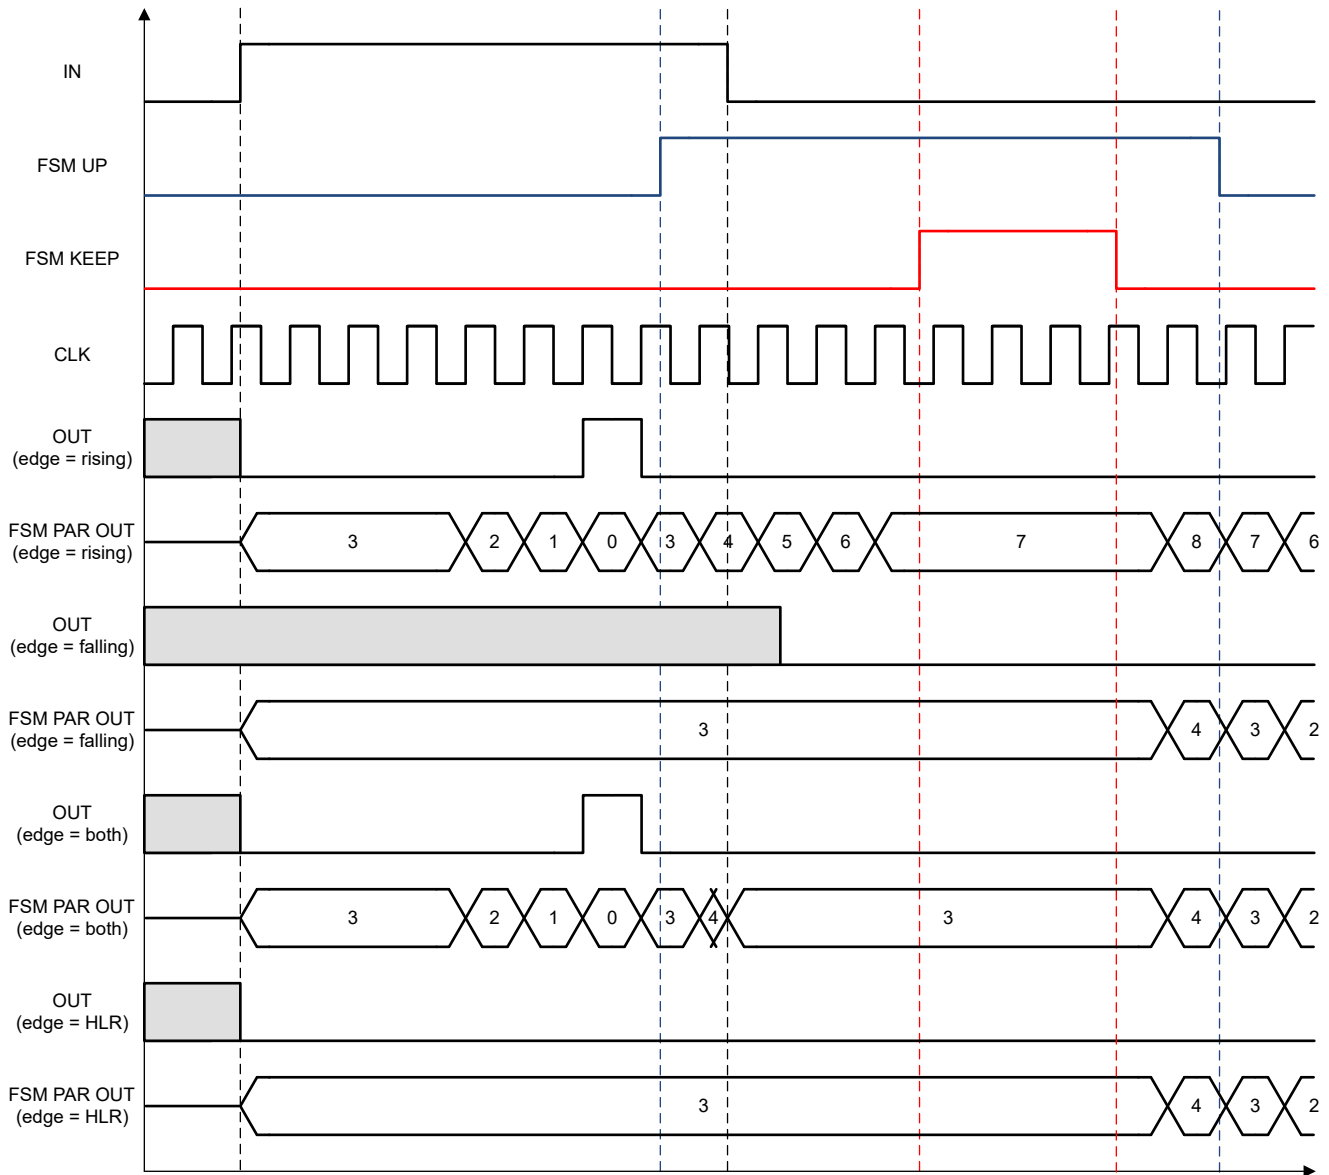 IN
FSM UP
FSM KEEP
CLK
OUT
(edge = rising)
FSM PAR OUT
(edge = rising)
3 2 1 0 3 4 5 6 7 8 7 6
OUT
(edge = falling)
FSM PAR OUT
(edge = falling)
3 4 3 2
OUT
(edge = both)
FSM PAR OUT
(edge = both)
3 2 1 0 3 4 3 4 3 2
OUT
(edge = HLR)
FSM PAR OUT
(edge = HLR)
3 4 3 2